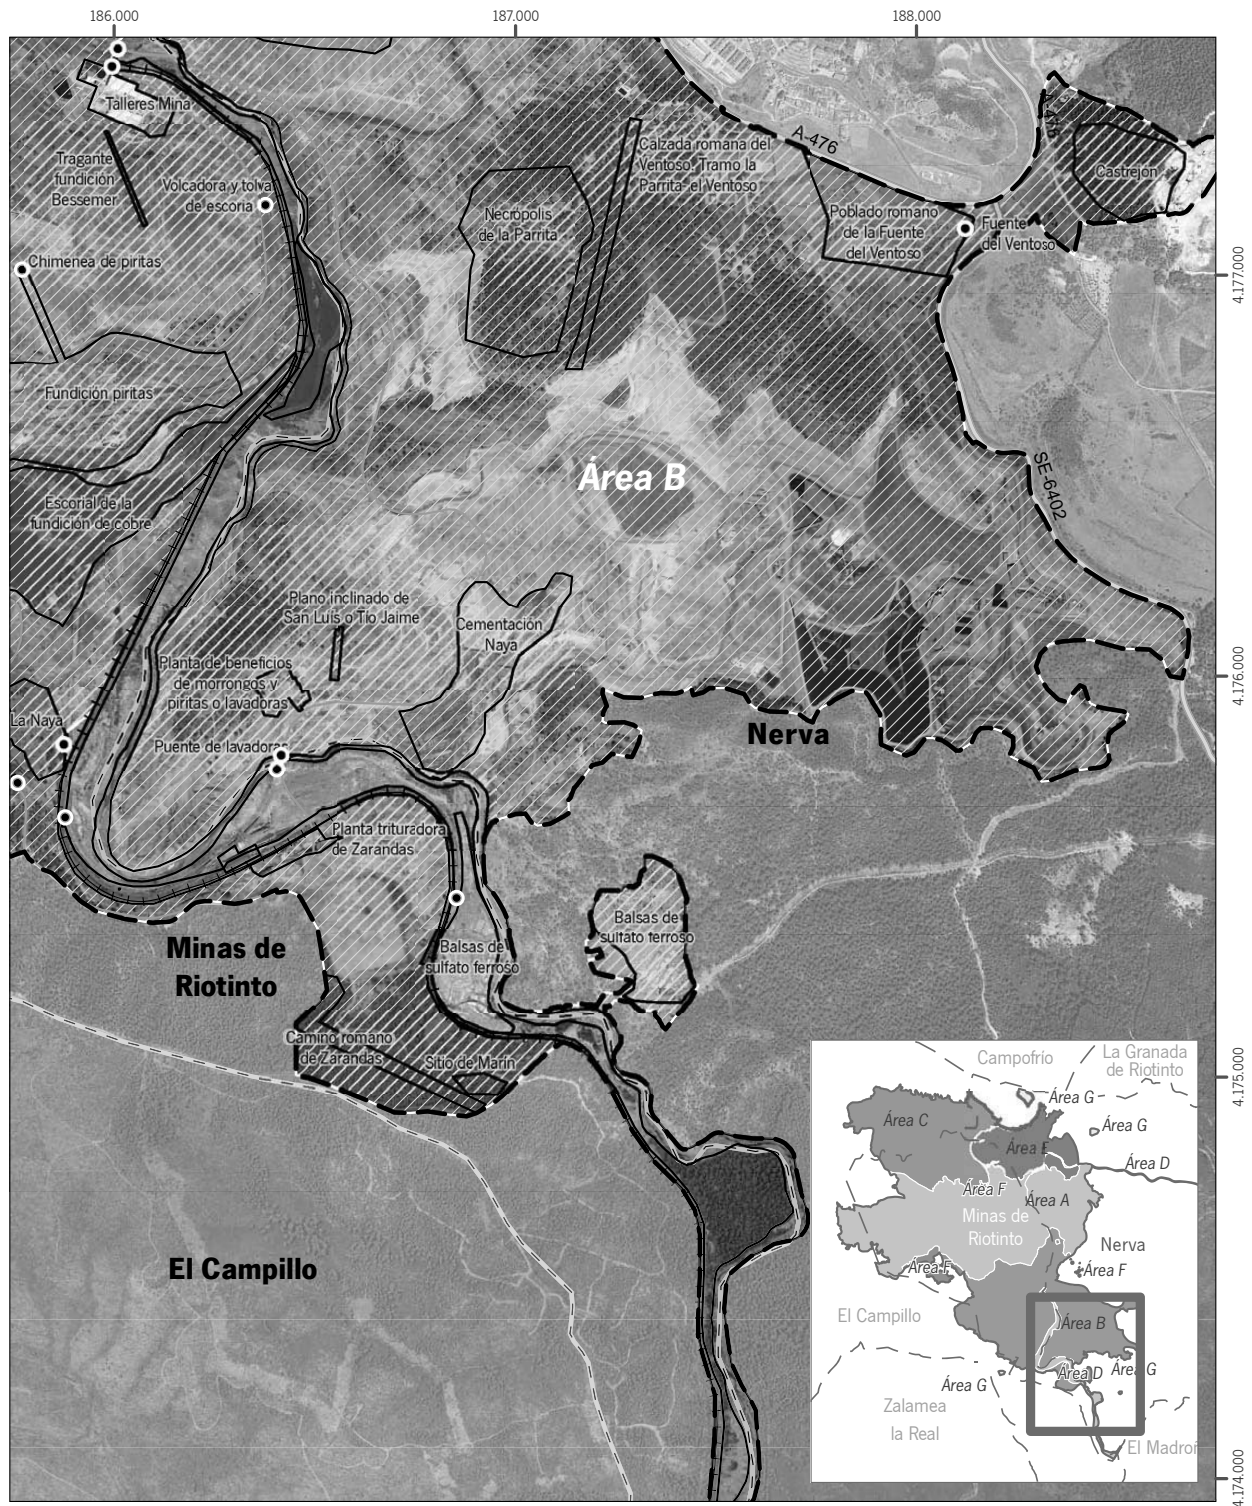 186.000
187.000
188.000
Talleres Mina
A-476
A-476
Calzada romana del
Ventoso. Tramo la
Parrita-el Ventoso
Castrejón
Tragante
fundición
Bessemer
Volcadora y tolva
de escoria
Necrópolis
de la Parrita
Poblado romano
de la Fuente
del Ventoso
Fuente
del Ventoso
Chimenea de piritas
4.177.000
Fundición piritas
Área B
SE-6402
Escorial de la
fundición de cobre
Plano inclinado de
San Luis o Tío Jaime
Cementación
Naya
Planta de beneficios
de morrongos y
piritas o lavadoras
4.176.000
La Naya
Puente de lavadoras
Nerva
Planta trituradora
de Zarandas
Balsas de
sulfato ferroso
Minas de
Riotinto
Balsas de
sulfato ferroso
Camino romano
de Zarandas
Sitio de Marín
4.175.000
El Campillo
Campofrío
La Granada
de Riotinto
Área G
Área C
Área G
Área E
Área D
Área F
Área A
Minas de
Riotinto
Nerva
Área F
Área F
El Campillo
Área B
Área D
Área G
Área G
Zalamea
la Real
El Madroñ
4.174.000